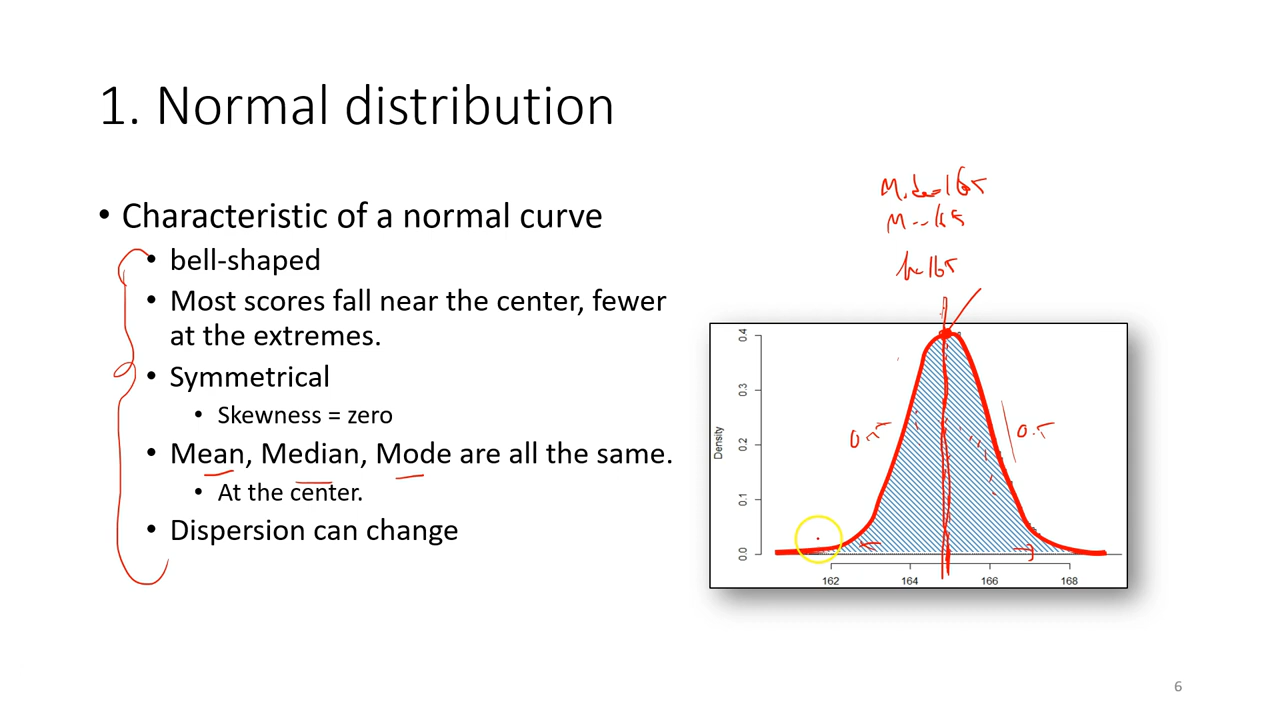 1. Normal distribution
• Characteristic of a normal curve
• bell-shaped
• Most scores fall near the center, fewer
at the extremes.
• Symmetrical
• Skewness = zero
• Mean, Median, Mode are all the same.
• At the center.
• Dispersion can change
165
0.4
0.3
0.2
0.1
0.0
Density
0.5
0.5
162
164
166
168
6